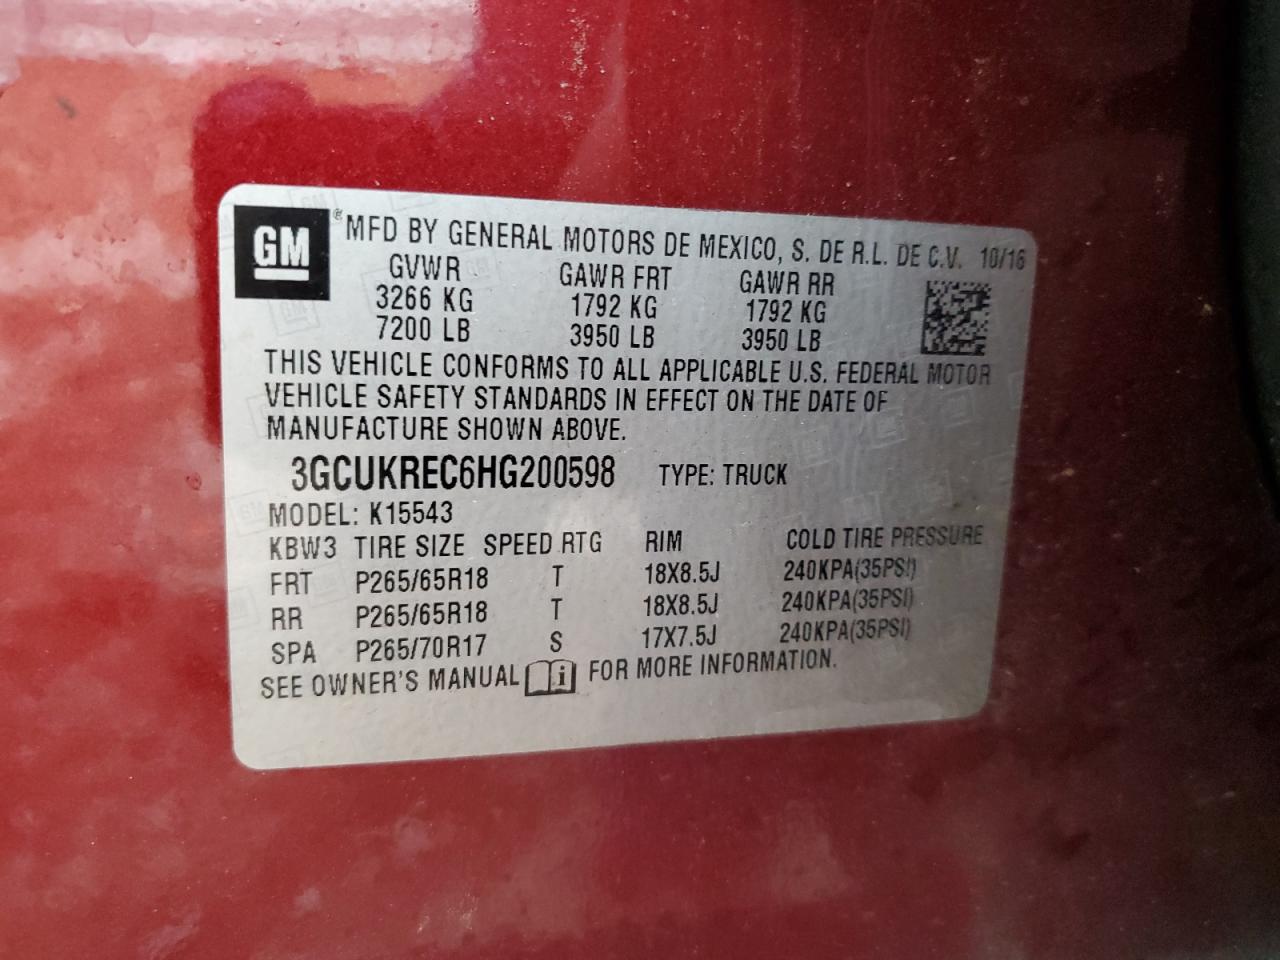 GM ® MFD BY GENERAL MOTORS DE MEXICO, S. DE R.L. DE C.V. 10/16
GVWR GAWR FRT GAWR RR
3266 KG 1792 KG 1792 KG
7200 LB 3950 LB 3950 LB
THIS VEHICLE CONFORMS TO ALL APPLICABLE U.S. FEDERAL MOTOR
VEHICLE SAFETY STANDARDS IN EFFECT ON THE DATE OF
MANUFACTURE SHOWN ABOVE.
3GCUKREC6HG200598 TYPE: TRUCK
MODEL: K15543
KBW3 TIRE SIZE SPEED RTG RIM COLD TIRE PRESSURE
FRT P265/65R18 T 18X8.5J 240KPA(35PSI)
RR P265/65R18 T 18X8.5J 240KPA(35PSI)
SPA P265/70R17 S 17X7.5J 240KPA(35PSI)
SEE OWNER'S MANUAL i FOR MORE INFORMATION.